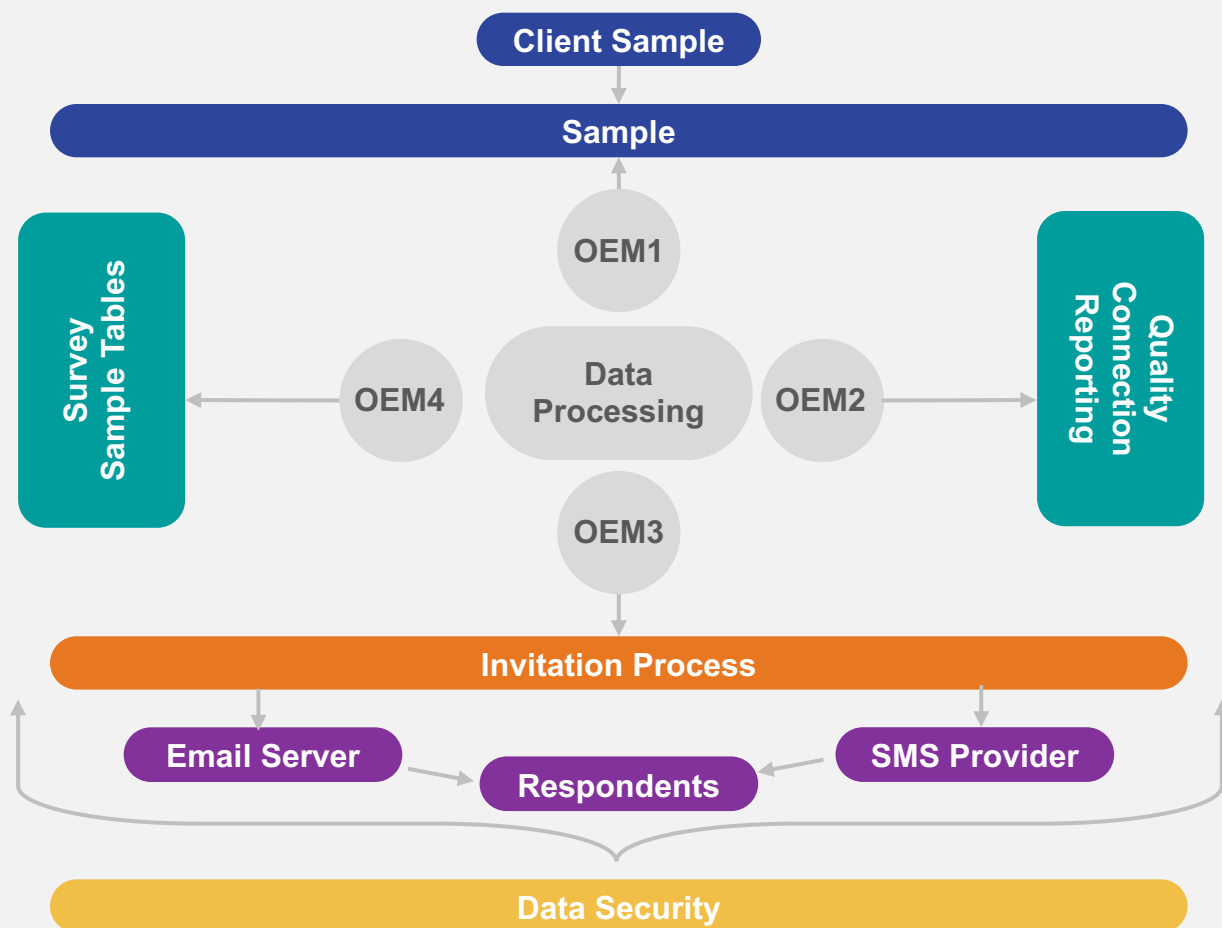 Client Sample
Sample
OEM1
Survey
Sample Tables
OEM4
Data
Processing
OEM2
Quality
Connection
Reporting
OEM3
Invitation Process
Email Server
SMS Provider
Respondents
Data Security